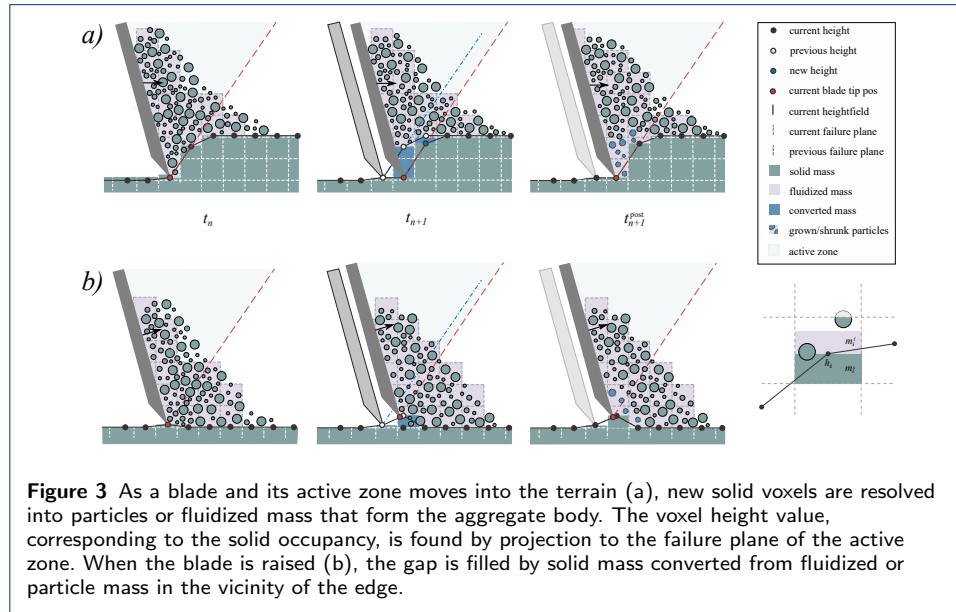 a)
t_n
t_{n+1}
t_{n+1}^{post}
b)
current height
previous height
new height
current blade tip pos
current heightfield
current failure plane
previous failure plane
solid mass
fluidized mass
converted mass
grown/shrunk particles
active zone
h_i
Figure 3 As a blade and its active zone moves into the terrain (a), new solid voxels are resolved
into particles or fluidized mass that form the aggregate body. The voxel height value,
corresponding to the solid occupancy, is found by projection to the failure plane of the active
zone. When the blade is raised (b), the gap is filled by solid mass converted from fluidized or
particle mass in the vicinity of the edge.